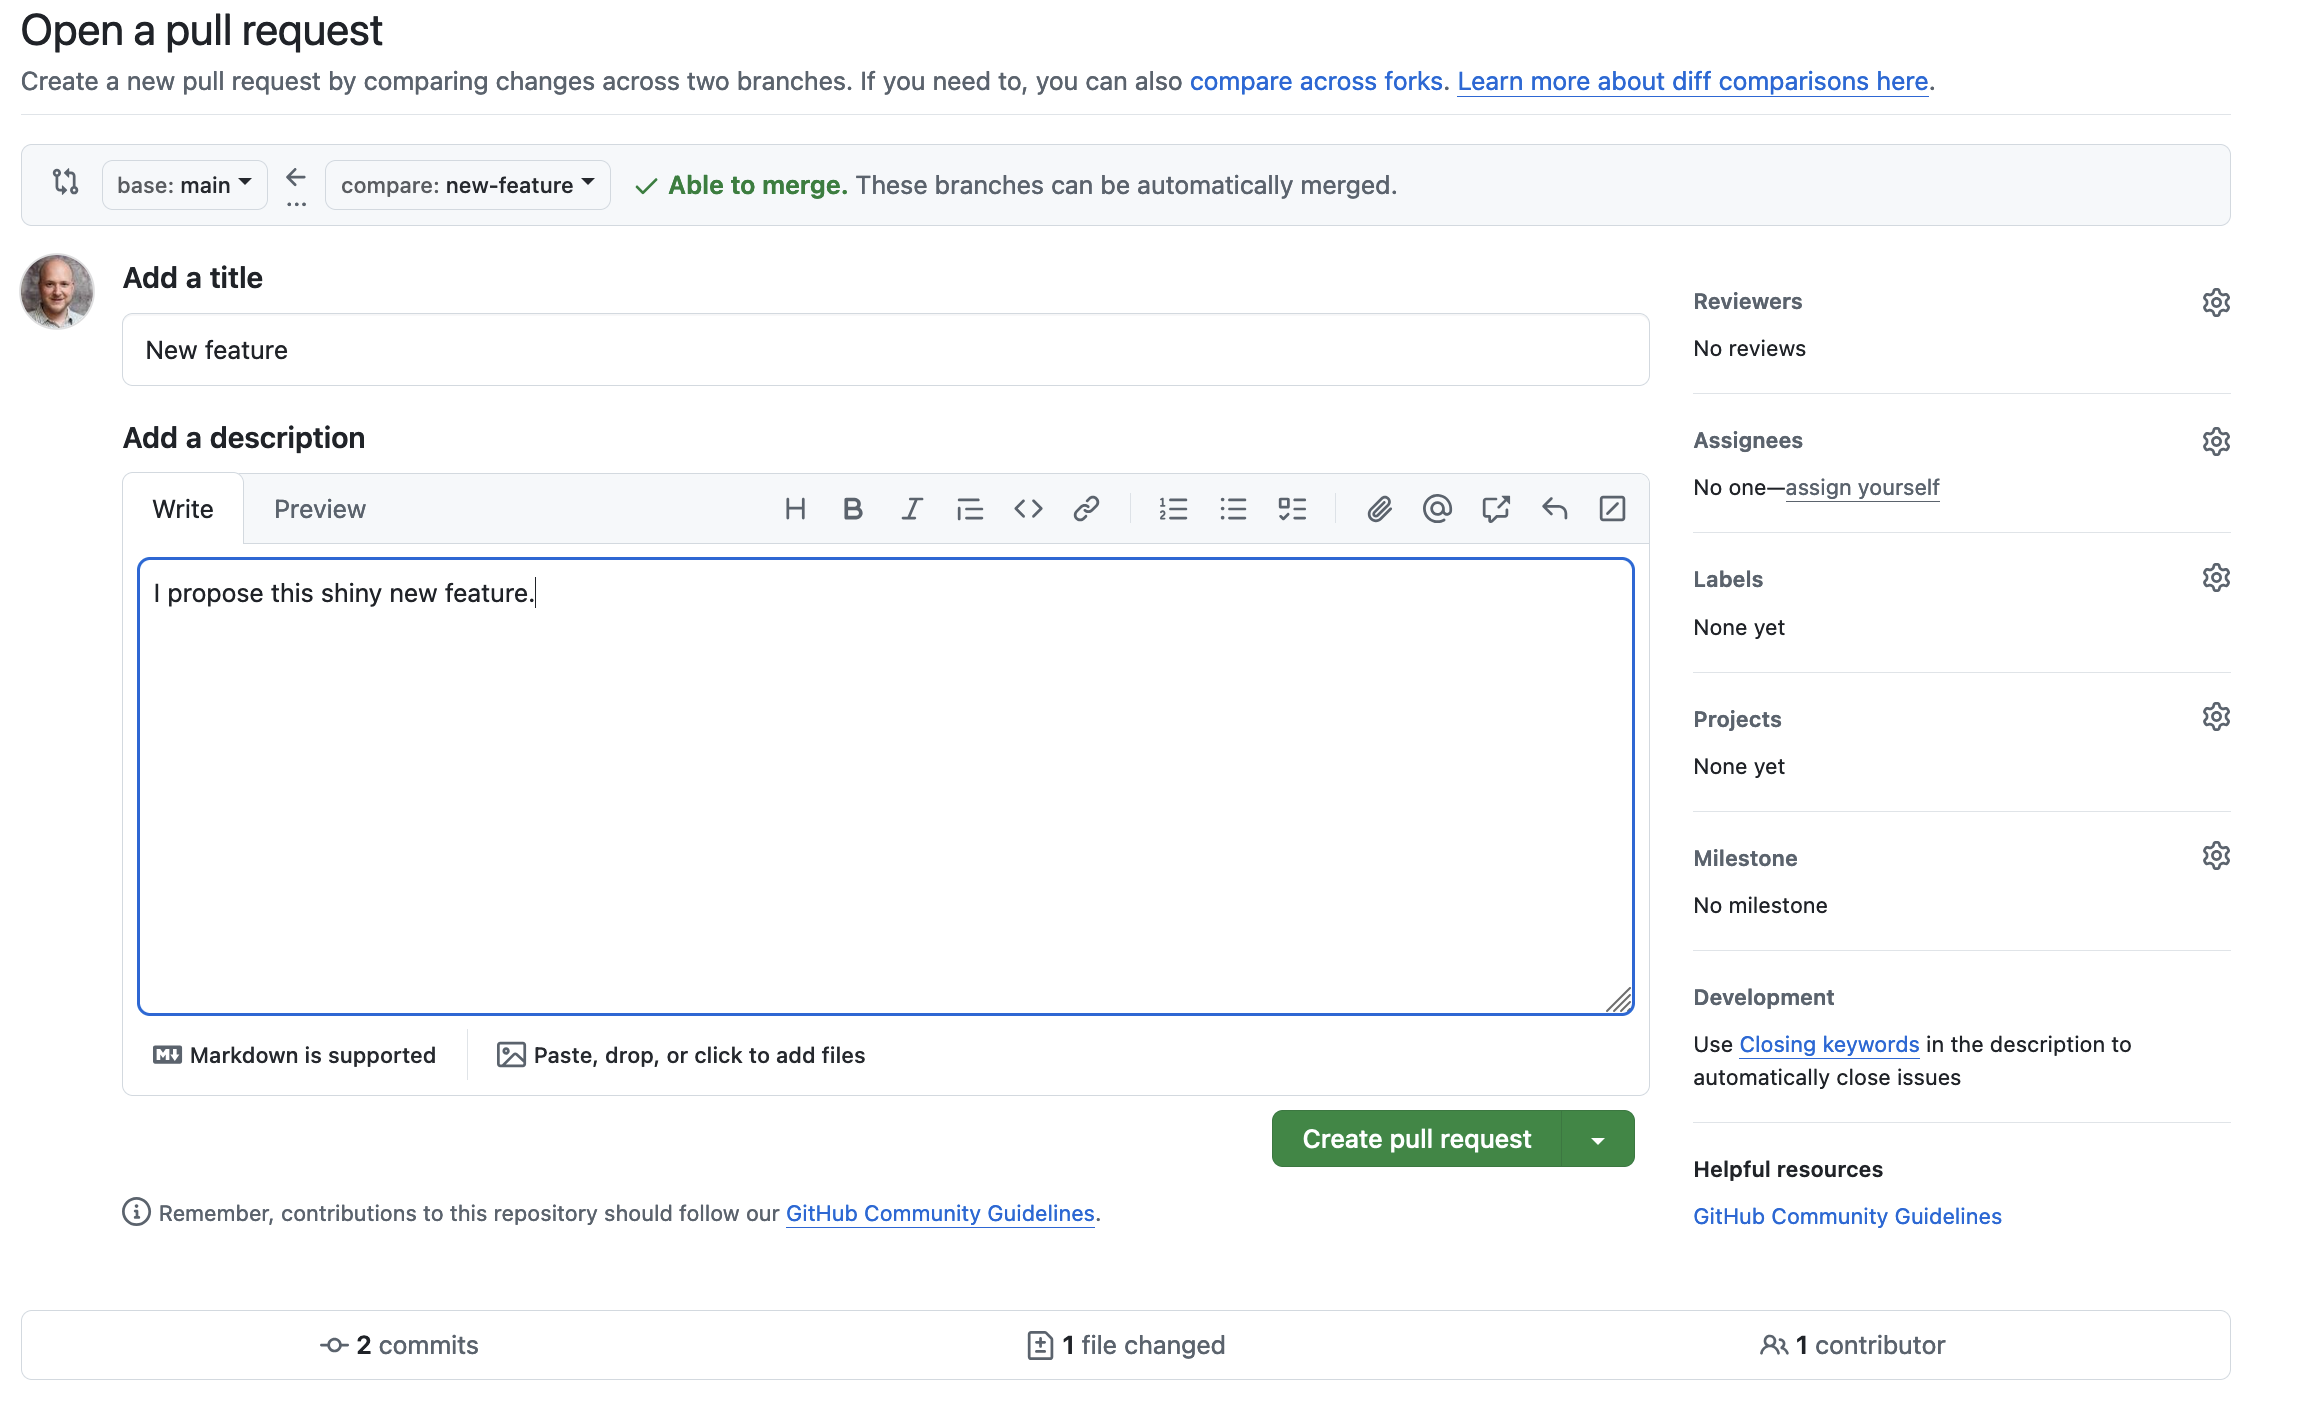 Open a pull request
Create a new pull request by comparing changes across two branches. If you need to, you can also compare across forks. Learn more about diff comparisons here.
base: main
compare: new-feature
Able to merge. These branches can be automatically merged.
Add a title
New feature
Add a description
Write
Preview
I propose this shiny new feature.
Markdown is supported
Paste, drop, or click to add files
Create pull request
Remember, contributions to this repository should follow our GitHub Community Guidelines.
Reviewers
No reviews
Assignees
No one—assign yourself
Labels
None yet
Projects
None yet
Milestone
No milestone
Development
Use Closing keywords in the description to
automatically close issues
Helpful resources
GitHub Community Guidelines
2 commits
1 file changed
1 contributor